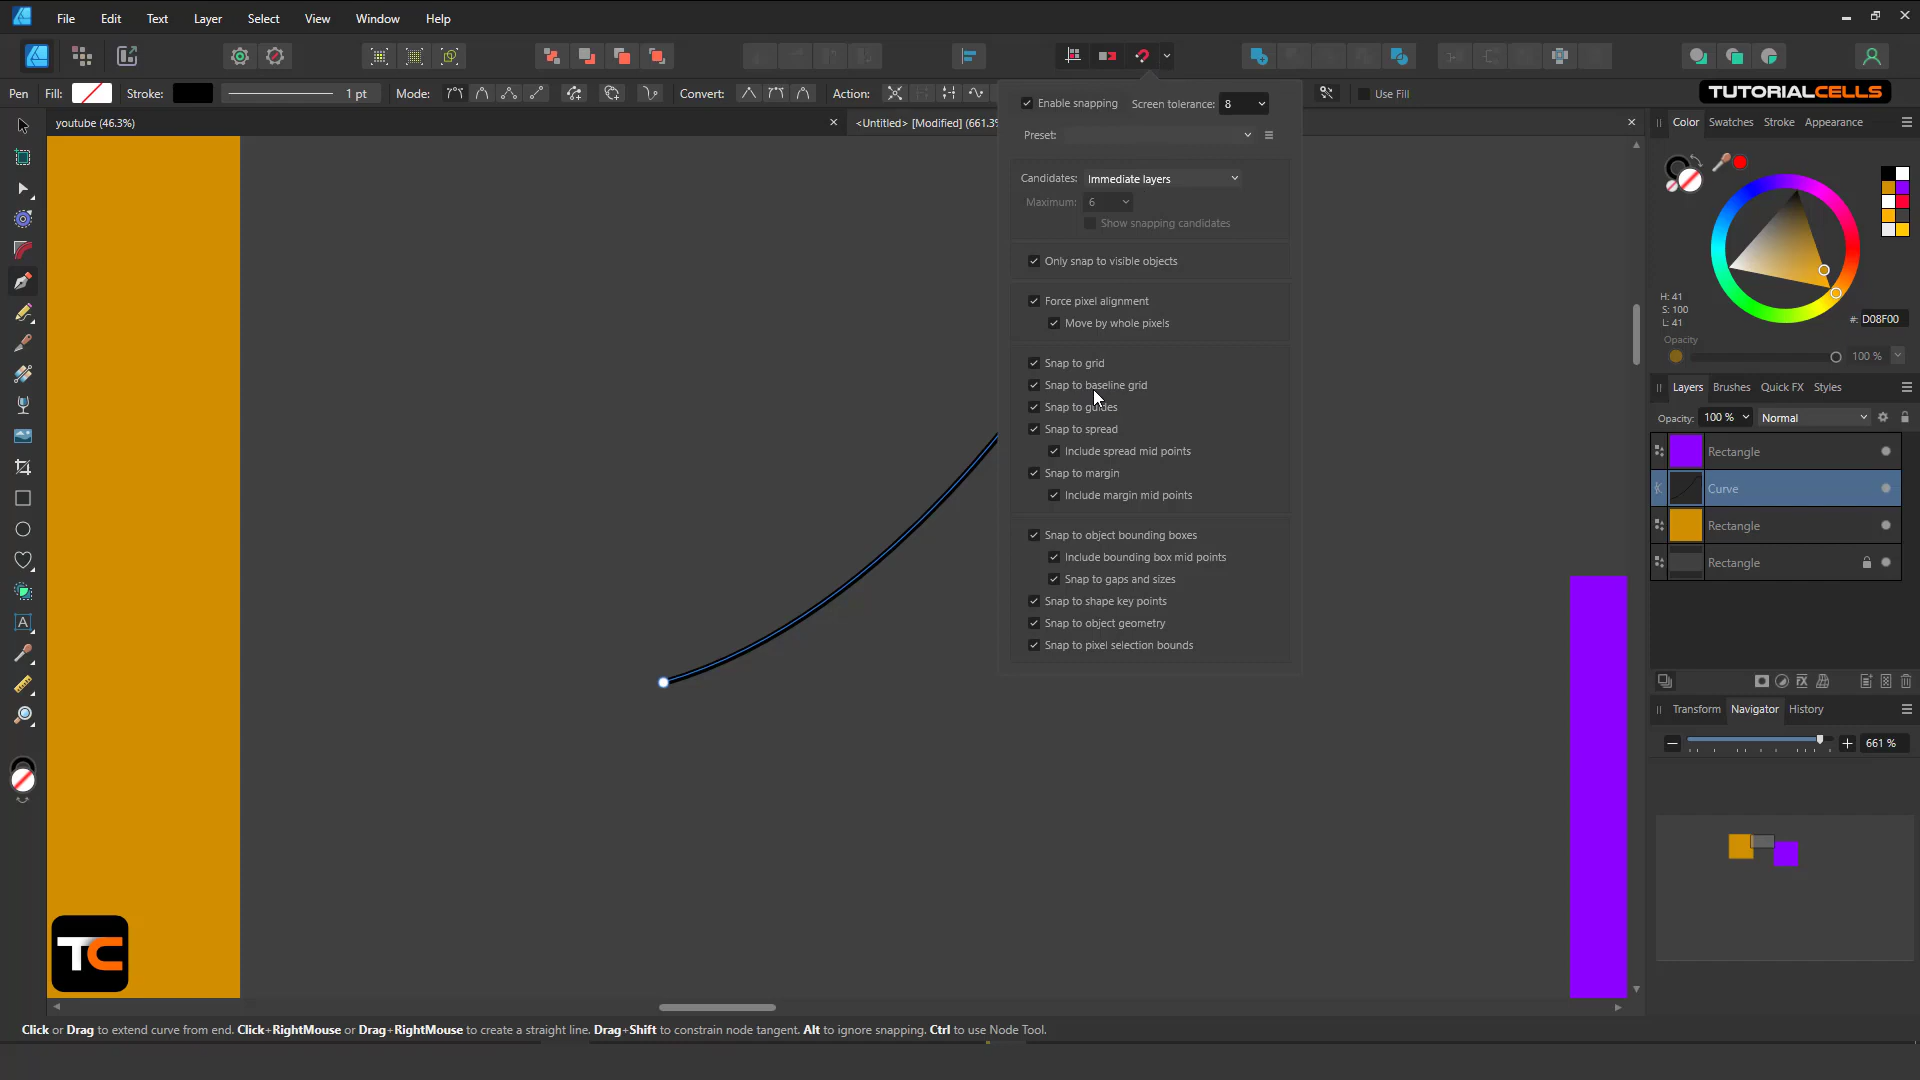 File Edit Text Layer Select View Window Help
Pen Fill: Stroke: 1 pt Mode: Convert: Action: Use Fill
TUTORIALCELLS
youtube (46.3%)
<Untitled> [Modified] (661.3%
Enable snapping Screen tolerance: 8
Preset:
Candidates: Immediate layers
Maximum: 6
Show snapping candidates
Only snap to visible objects
Force pixel alignment
Move by whole pixels
Snap to grid
Snap to baseline grid
Snap to guides
Snap to spread
Include spread mid points
Snap to margin
Include margin mid points
Snap to object bounding boxes
Include bounding box mid points
Snap to gaps and sizes
Snap to shape key points
Snap to object geometry
Snap to pixel selection bounds
Color Swatches Stroke Appearance
H: 41
S: 100
L: 41
#: D08F00
Opacity
100 %
Layers Brushes Quick FX Styles
Opacity: 100 % Normal
Rectangle
Curve
Rectangle
Rectangle
Transform Navigator History
661 %
A
TC
Click or Drag to extend curve from end. Click+RightMouse or Drag+RightMouse to create a straight line. Drag+Shift to constrain node tangent. Alt to ignore snapping. Ctrl to use Node Tool.